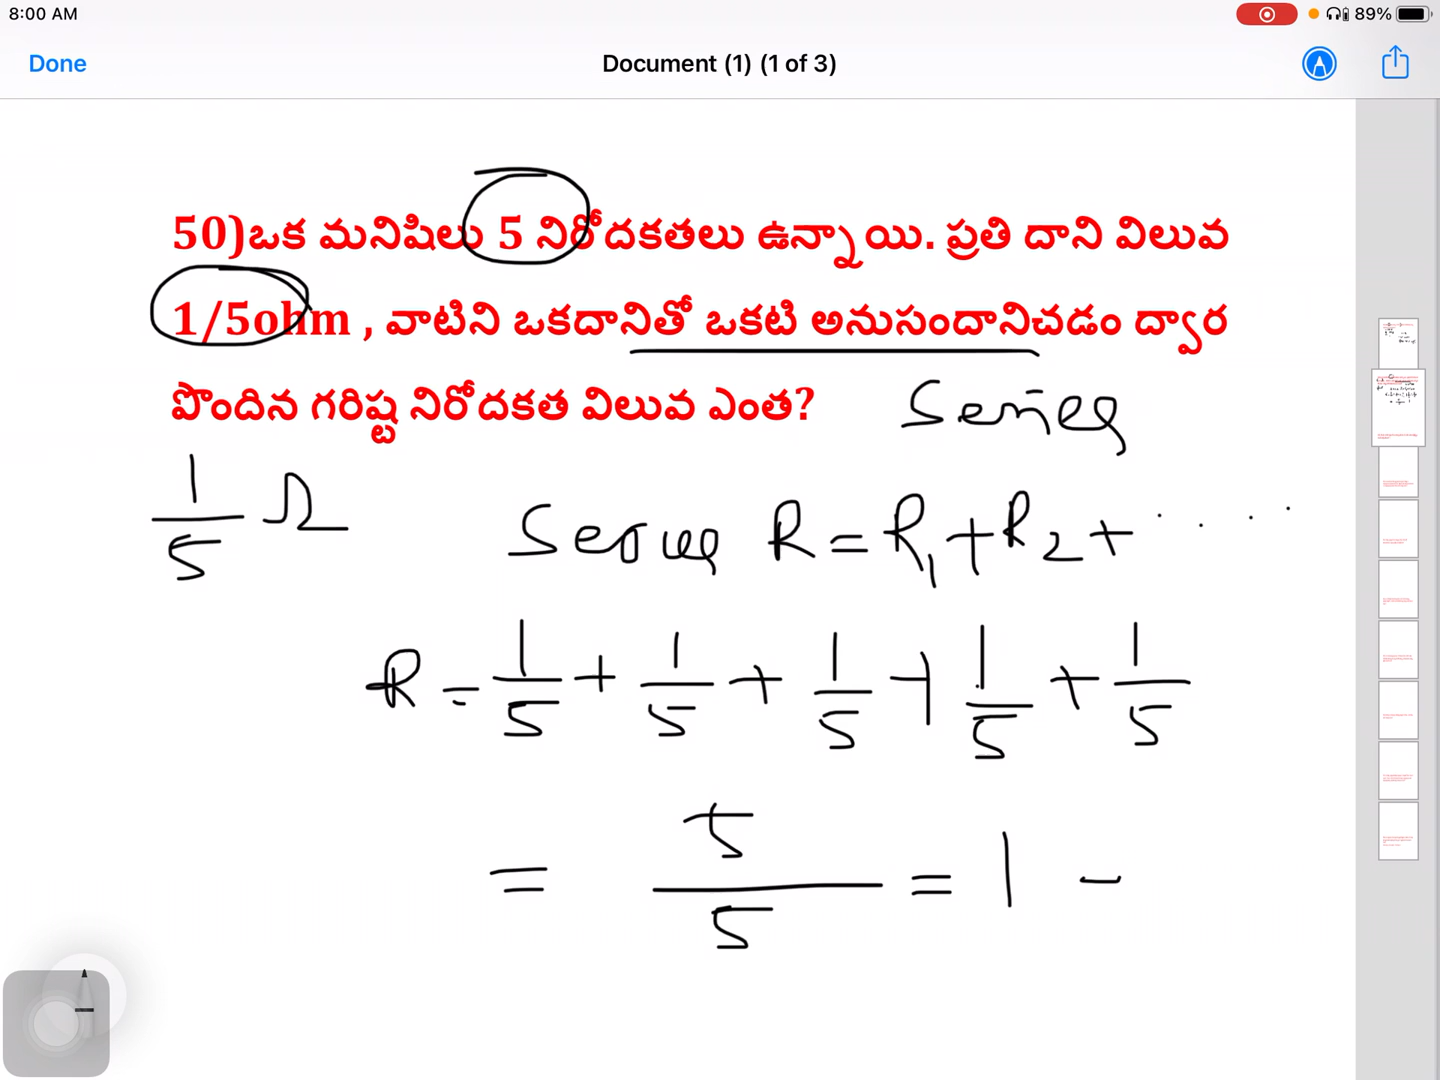 8:00 AM
89%
Done
Document (1) (1 of 3)
50)ఒక మనిషిలు 5 నిరోదకతలు ఉన్నాయి. ప్రతి దాని విలువ
1/5ohm , వాటిని ఒకదానితో ఒకటి అనుసందానిచడం ద్వార
పొందిన గరిష్ట నిరోదకత విలువ ఎంత?
Series
1/5 Ω
Series R = R₁ + R₂ + . . . .
R = 1/5 + 1/5 + 1/5 + 1/5 + 1/5
= 5/5 = 1 -